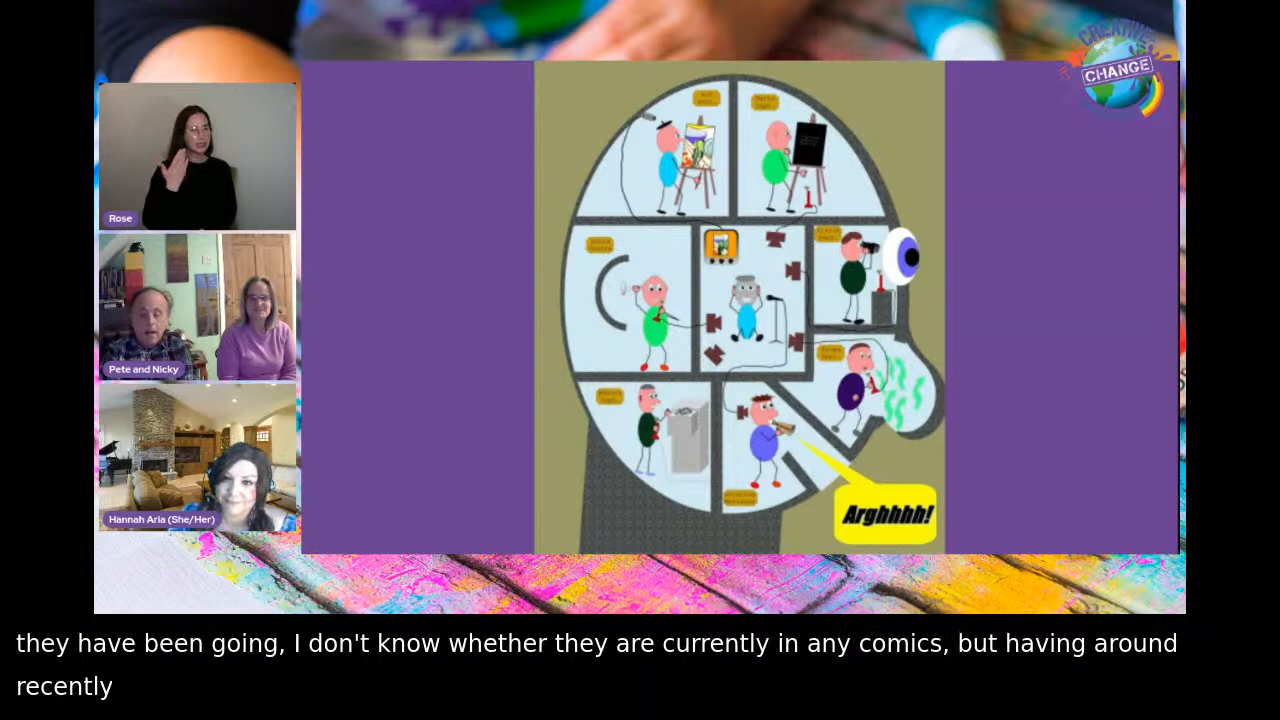 CREATIVE
CHANGE
Rose
Pete and Nicky
Hannah Aria (She/Her)
Arghhhh!
they have been going, I don't know whether they are currently in any comics, but having around
recently